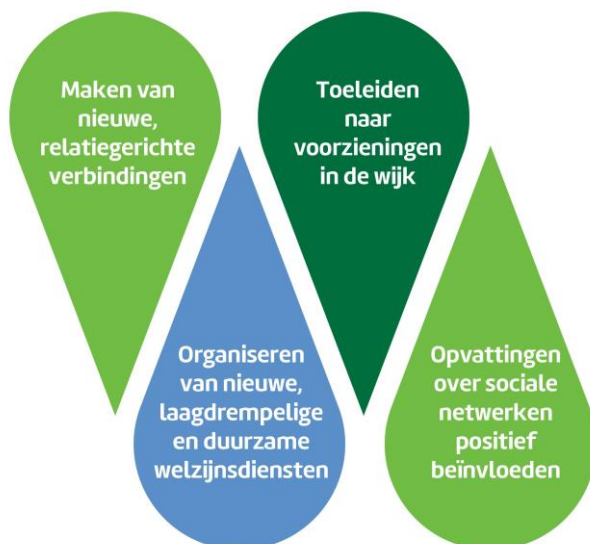 Maken van
nieuwe,
relatiegerichte
verbindingen
Toeleiden
naar
voorzieningen
in de wijk
Organiseren
van nieuwe,
laagdrempelige
en duurzame
welzijnsdiensten
Opvattingen
over sociale
netwerken
positief
beïnvloeden